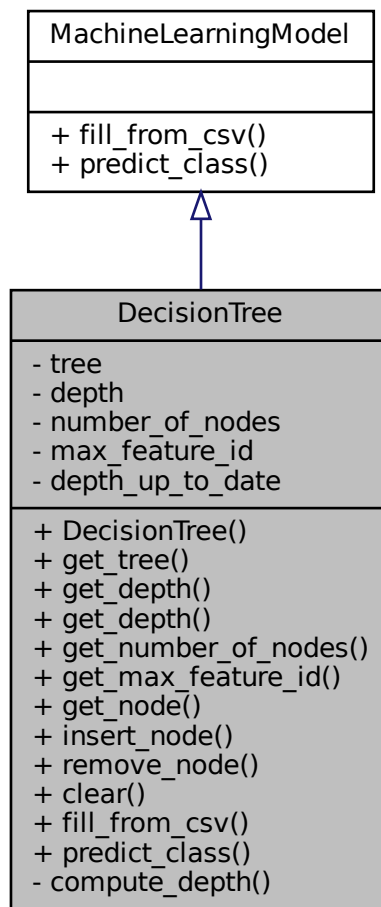 MachineLearningModel
+ fill_from_csv()
+ predict_class()
DecisionTree
- tree
- depth
- number_of_nodes
- max_feature_id
- depth_up_to_date
+ DecisionTree()
+ get_tree()
+ get_depth()
+ get_depth()
+ get_number_of_nodes()
+ get_max_feature_id()
+ get_node()
+ insert_node()
+ remove_node()
+ clear()
+ fill_from_csv()
+ predict_class()
- compute_depth()